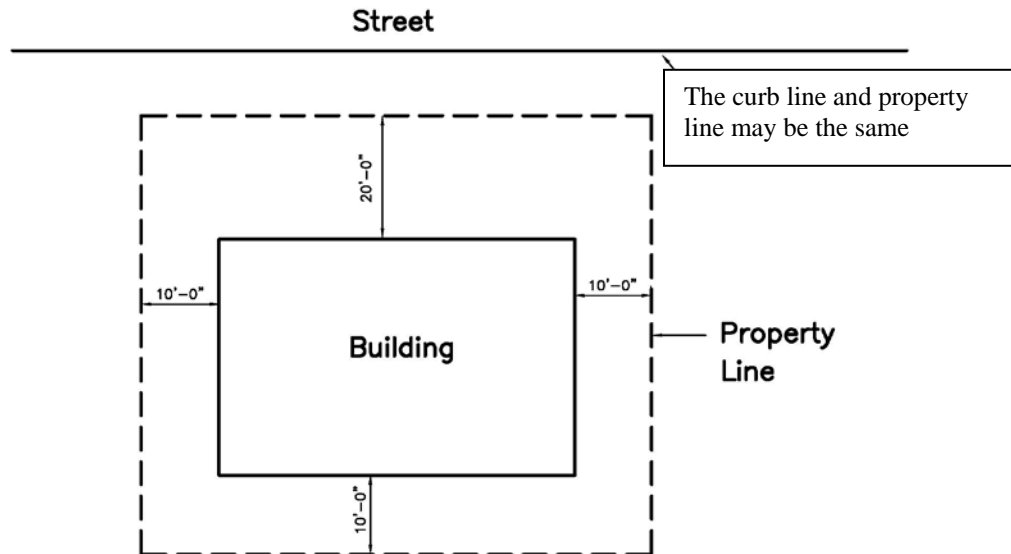 Street
The curb line and property
line may be the same
20'-0"
10'-0"
10'-0"
Building
Property
Line
10'-0"